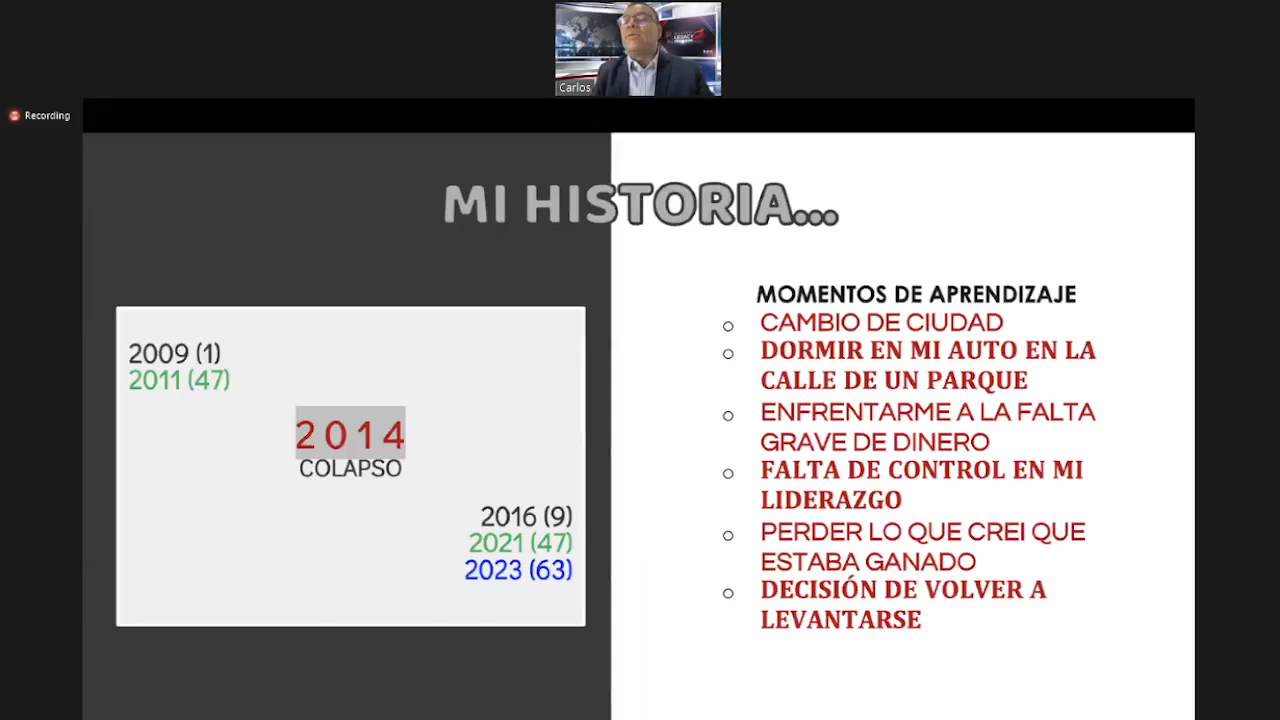 LEGACY
Carlos
Recording
MI HISTORIA...
2009 (1)
2011 (47)
2014
COLAPSO
2016 (9)
2021 (47)
2023 (63)
MOMENTOS DE APRENDIZAJE
CAMBIO DE CIUDAD
DORMIR EN MI AUTO EN LA
CALLE DE UN PARQUE
ENFRENTARME A LA FALTA
GRAVE DE DINERO
FALTA DE CONTROL EN MI
LIDERAZGO
PERDER LO QUE CREI QUE
ESTABA GANADO
DECISIÓN DE VOLVER A
LEVANTARSE